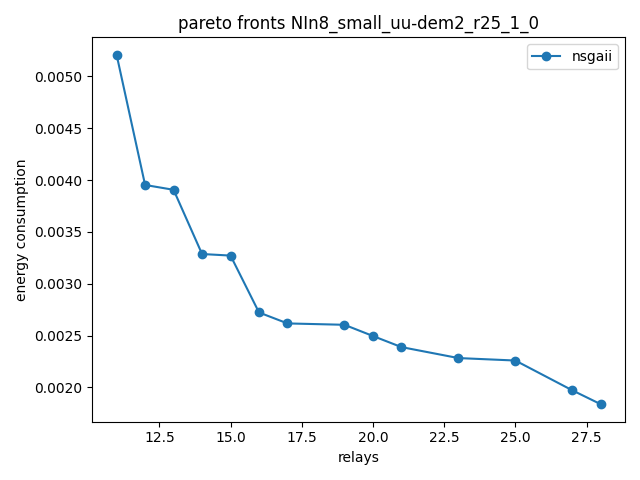 pareto fronts NIn8_small_uu-dem2_r25_1_0
nsgaii
energy consumption
0.0050
0.0045
0.0040
0.0035
0.0030
0.0025
0.0020
12.5 15.0 17.5 20.0 22.5 25.0 27.5
relays